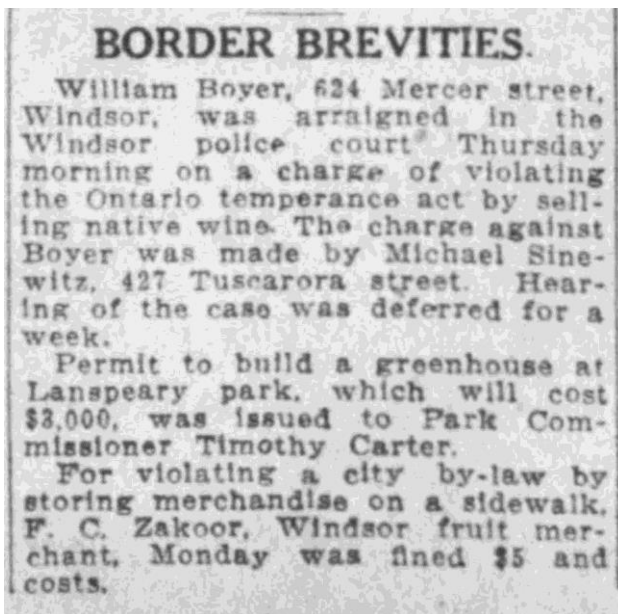 BORDER BREVITIES.
William Boyer, 624 Mercer street,
Windsor, was arraigned in the
Windsor police court Thursday
morning on a charge of violating
the Ontario temperance act by sell-
ing native wine. The charge against
Boyer was made by Michael Sine-
witz, 427 Tuscarora street. Hear-
ing of the case was deferred for a
week.
Permit to build a greenhouse at
Lanspeary park, which will cost
$3,000, was issued to Park Com-
missioner Timothy Carter.
For violating a city by-law by
storing merchandise on a sidewalk,
F. C. Zakoor, Windsor fruit mer-
chant, Monday was fined $5 and
costs.